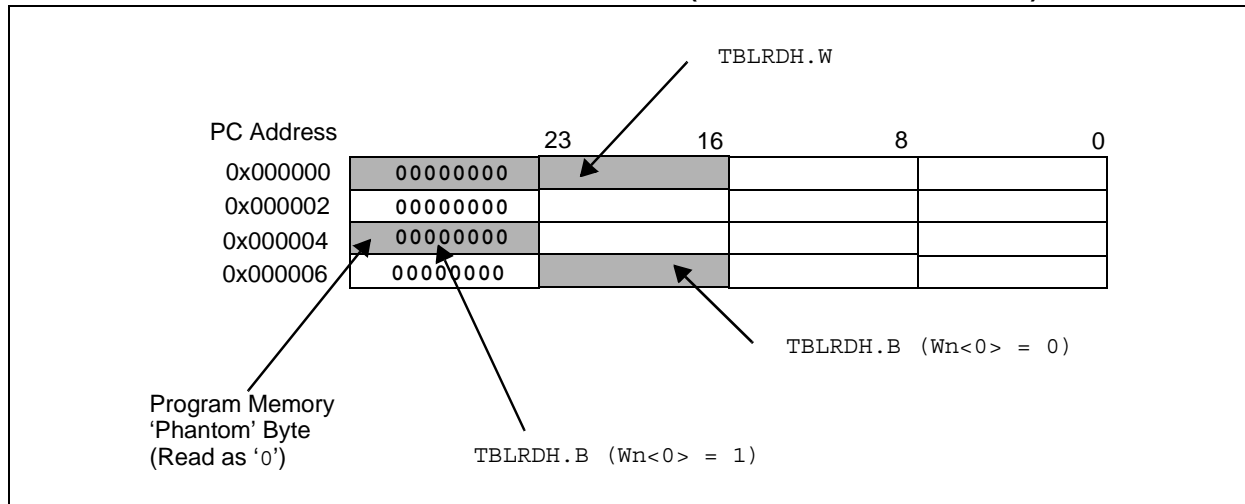 TBLRDH.W
PC Address
23 16 8 0
0x000000 00000000
0x000002 00000000
0x000004 00000000
0x000006 00000000
TBLRDH.B (Wn<0> = 0)
Program Memory
‘Phantom’ Byte
(Read as ‘0’)
TBLRDH.B (Wn<0> = 1)